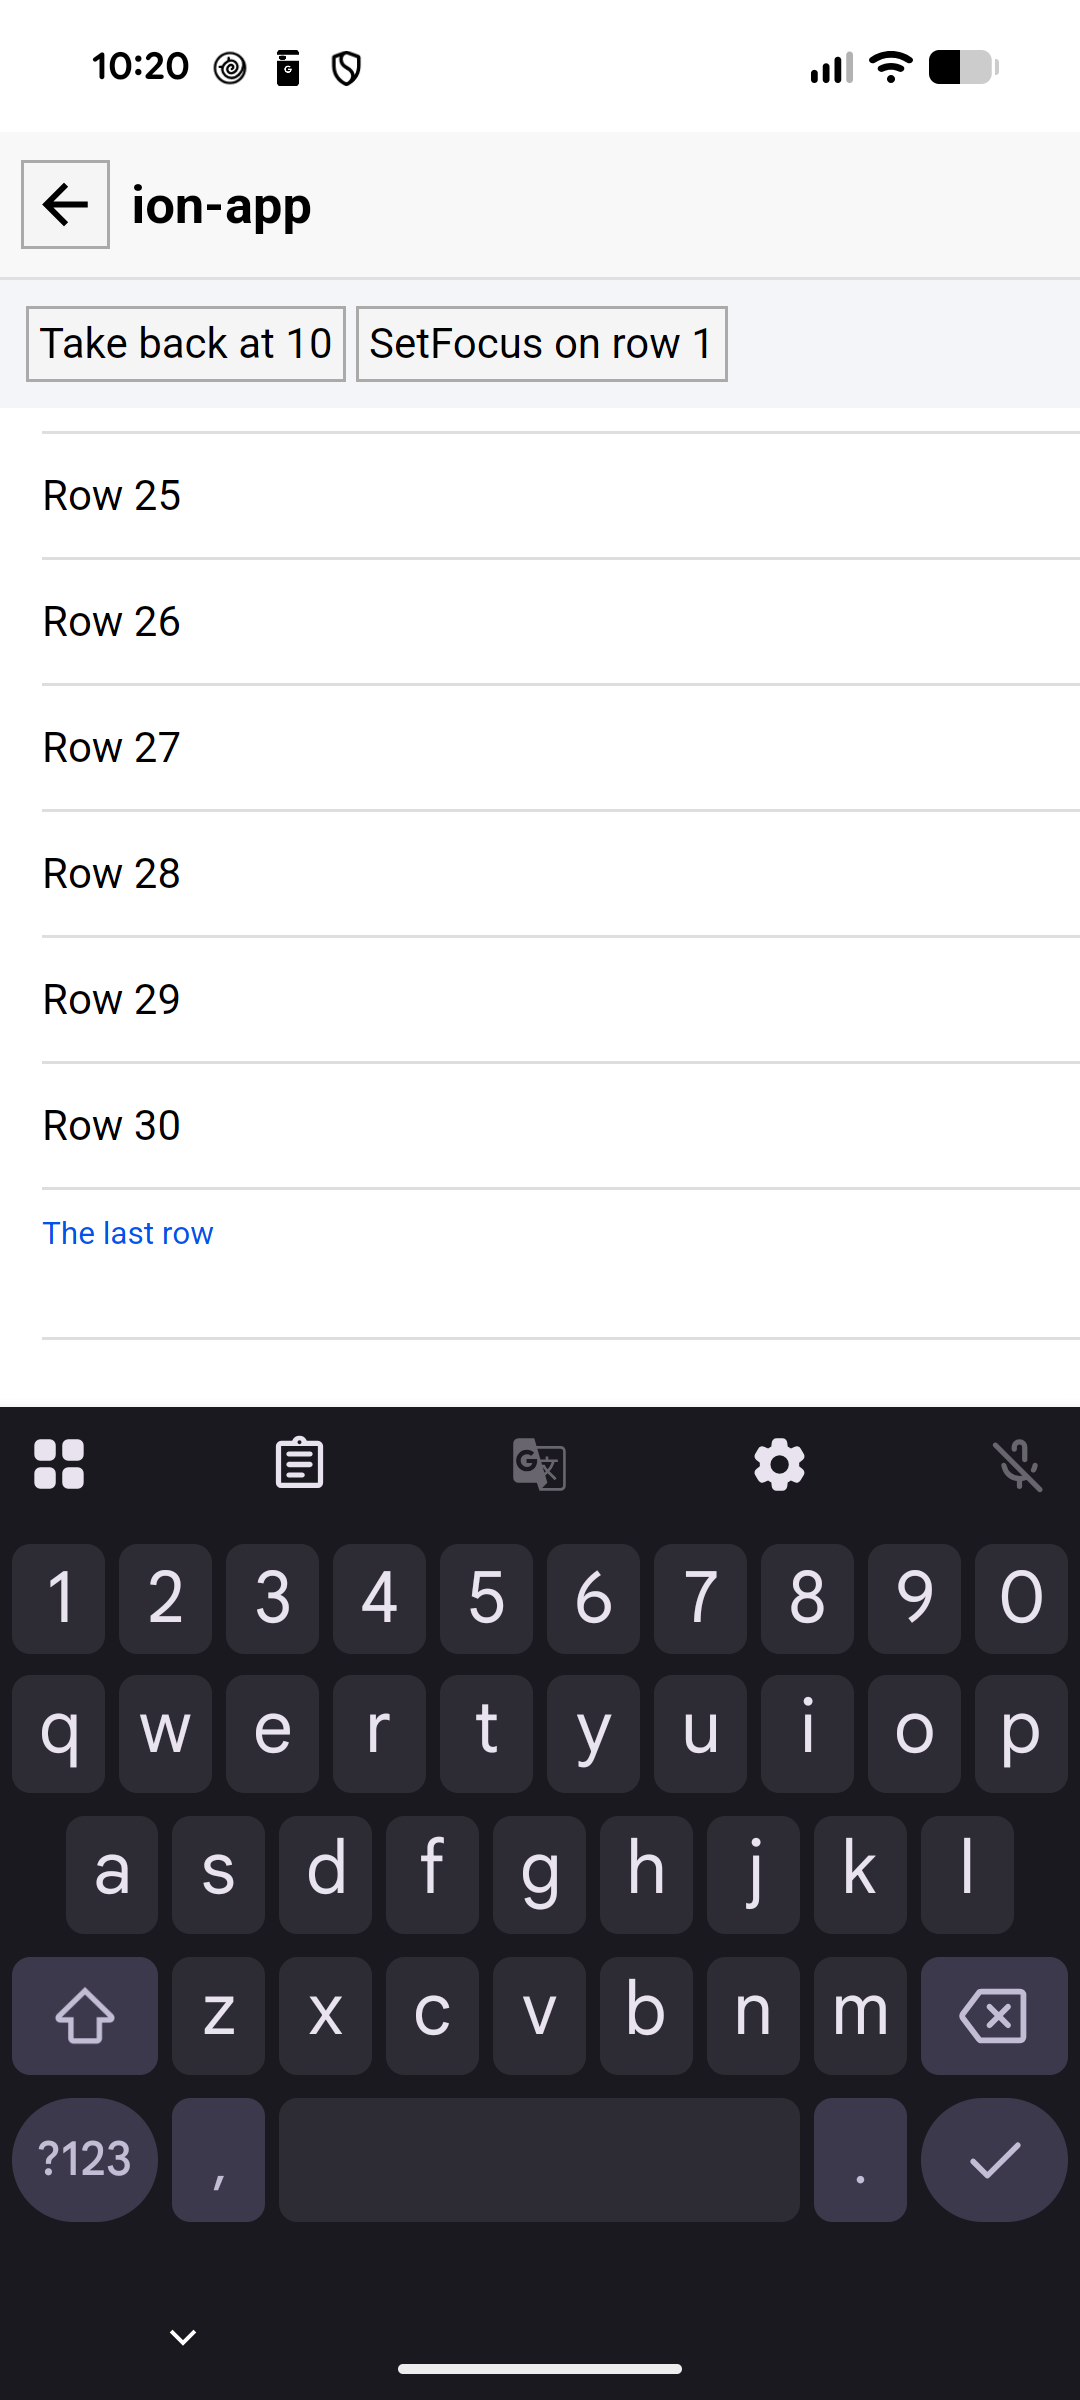 10:20
ion-app
Take back at 10 SetFocus on row 1
Row 25
Row 26
Row 27
Row 28
Row 29
Row 30
The last row
1 2 3 4 5 6 7 8 9 0
q w e r t y u i o p
a s d f g h j k l
z x c v b n m
?123 , .